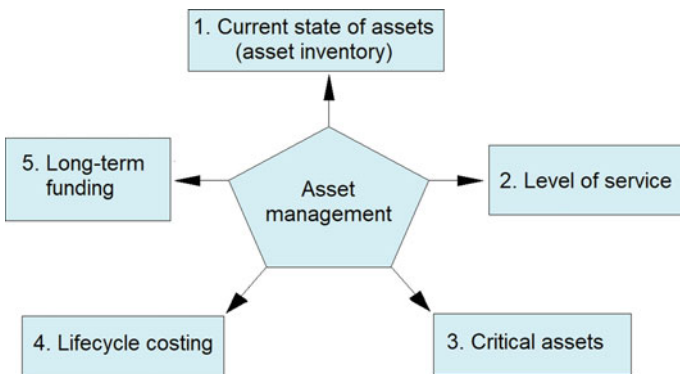 1. Current state of assets
(asset inventory)
5. Long-term
funding
Asset
management
2. Level of service
4. Lifecycle costing
3. Critical assets